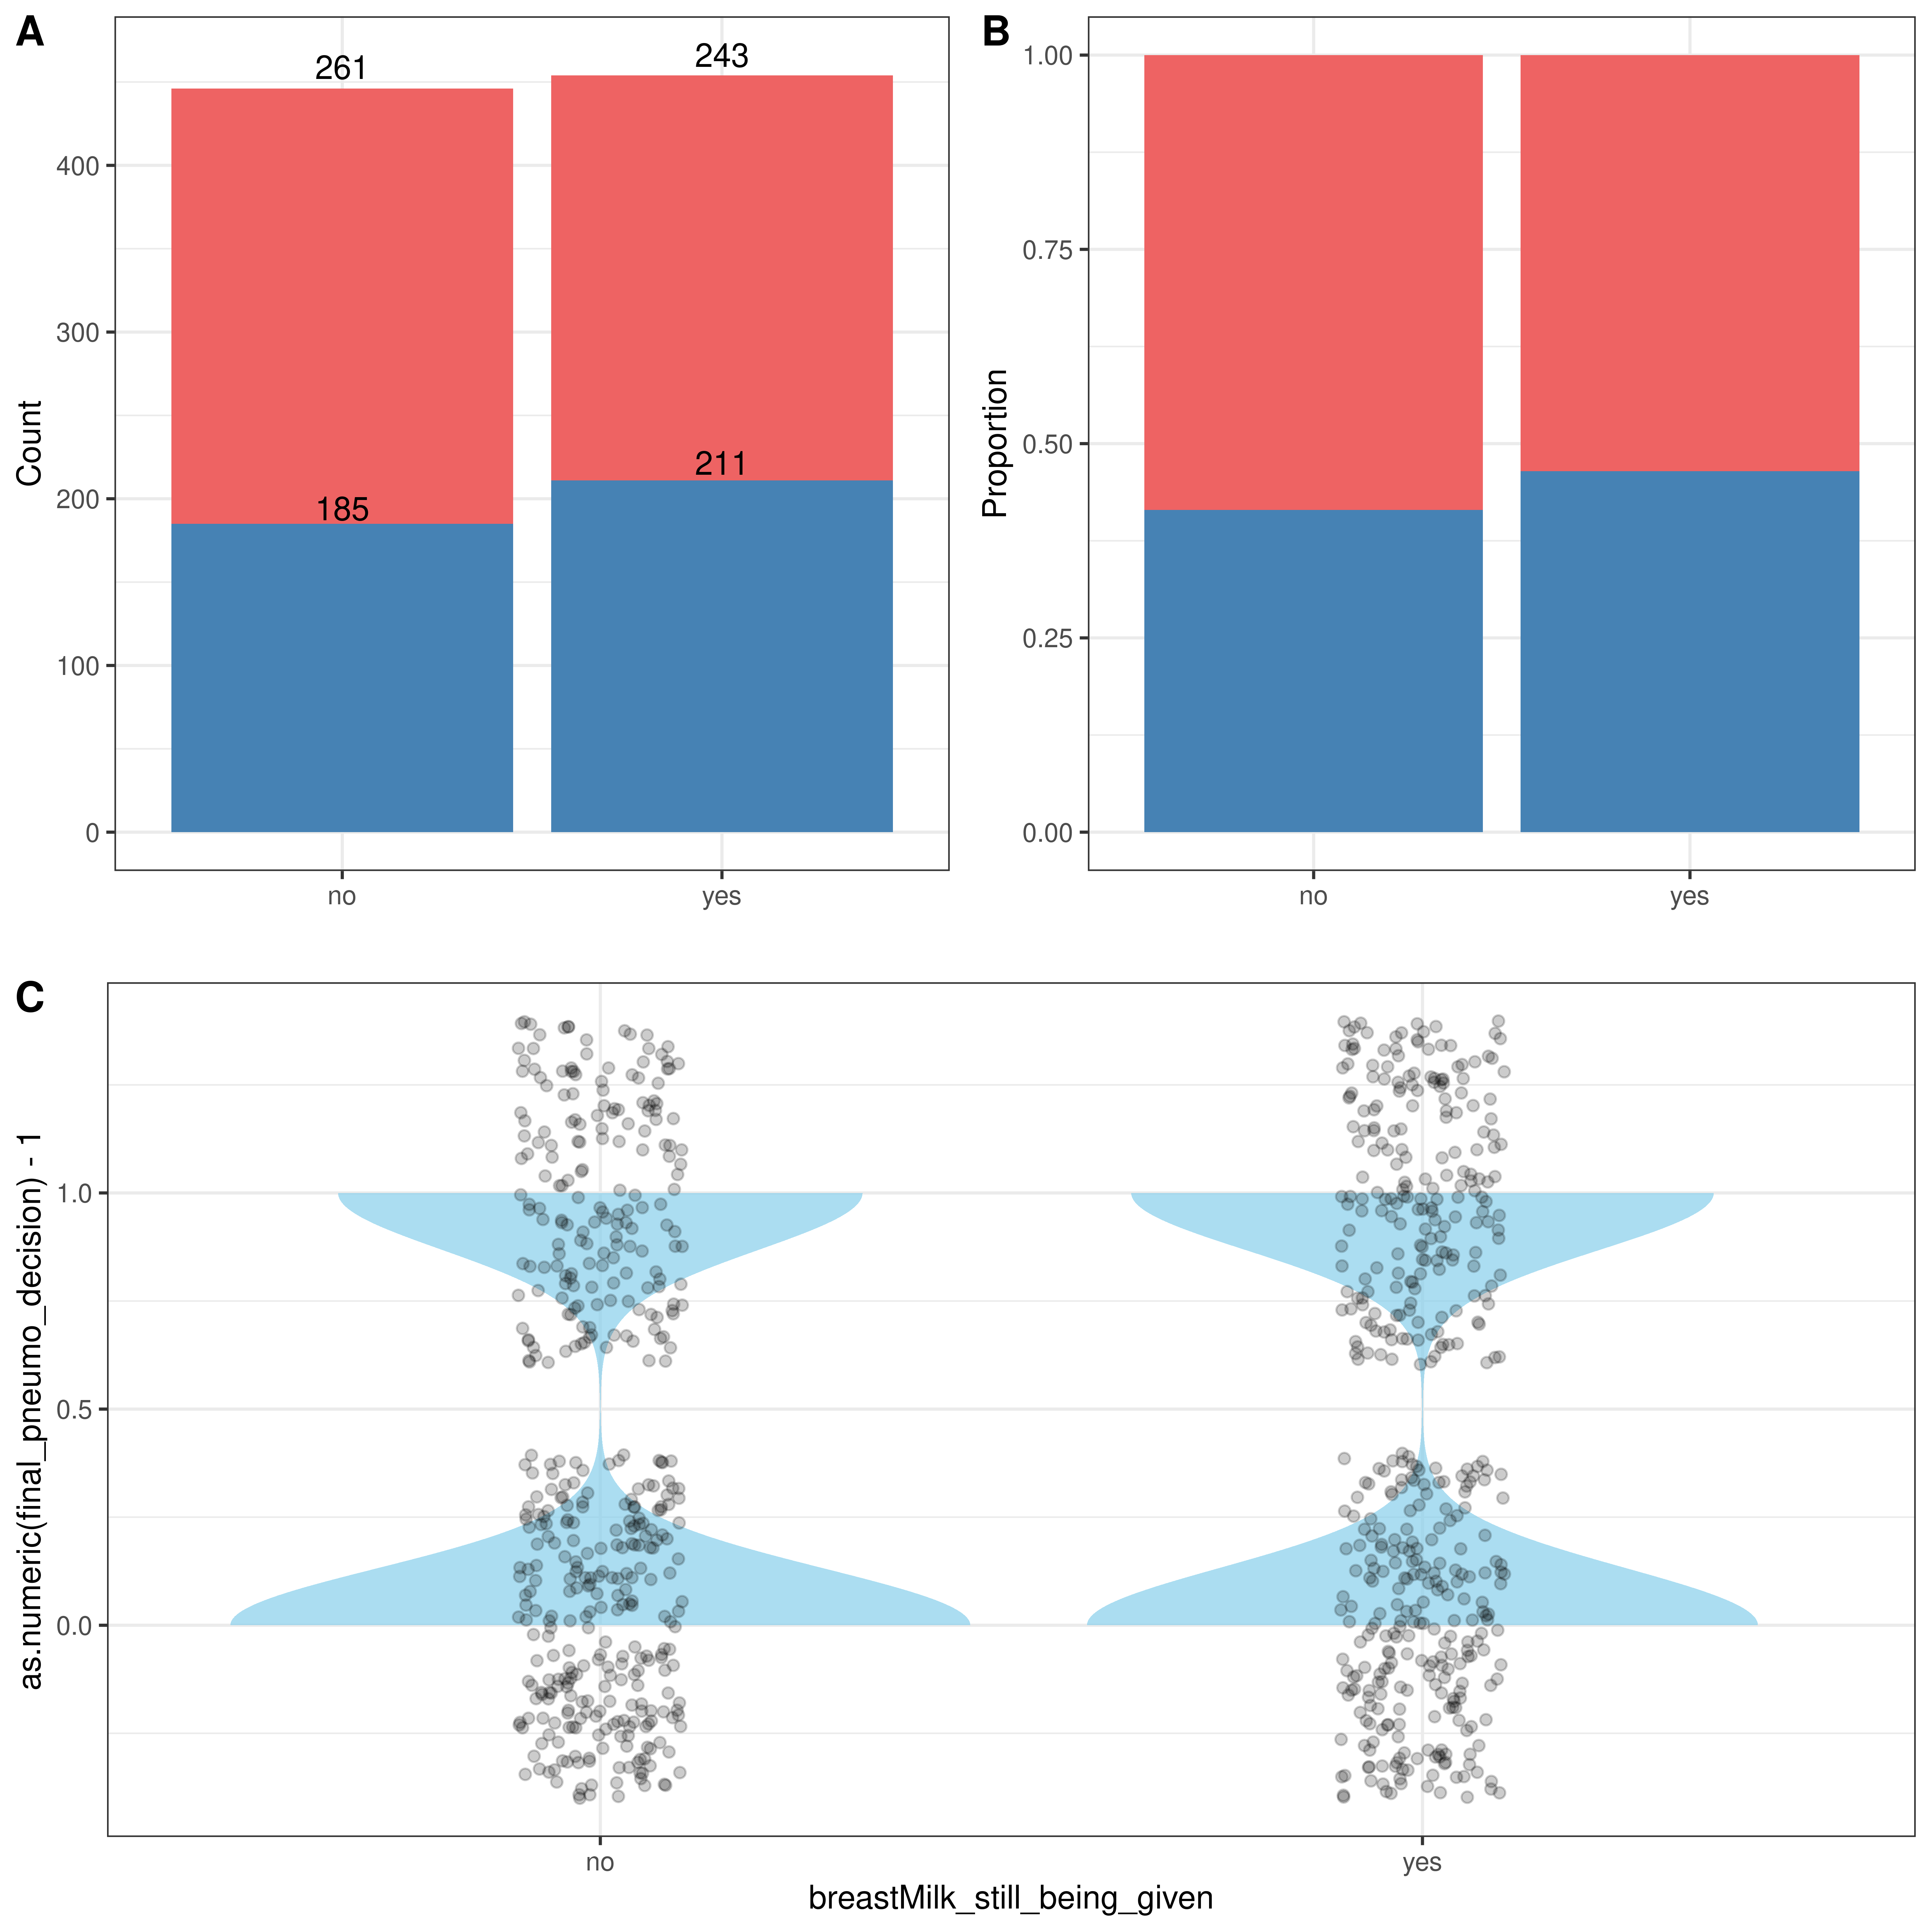 A
261
243
185
211
Count
400
300
200
100
0
no yes
B
Proportion
1.00
0.75
0.50
0.25
0.00
no yes
C
as.numeric(final_pneumo_decision) - 1
1.0
0.5
0.0
no yes
breastMilk_still_being_given